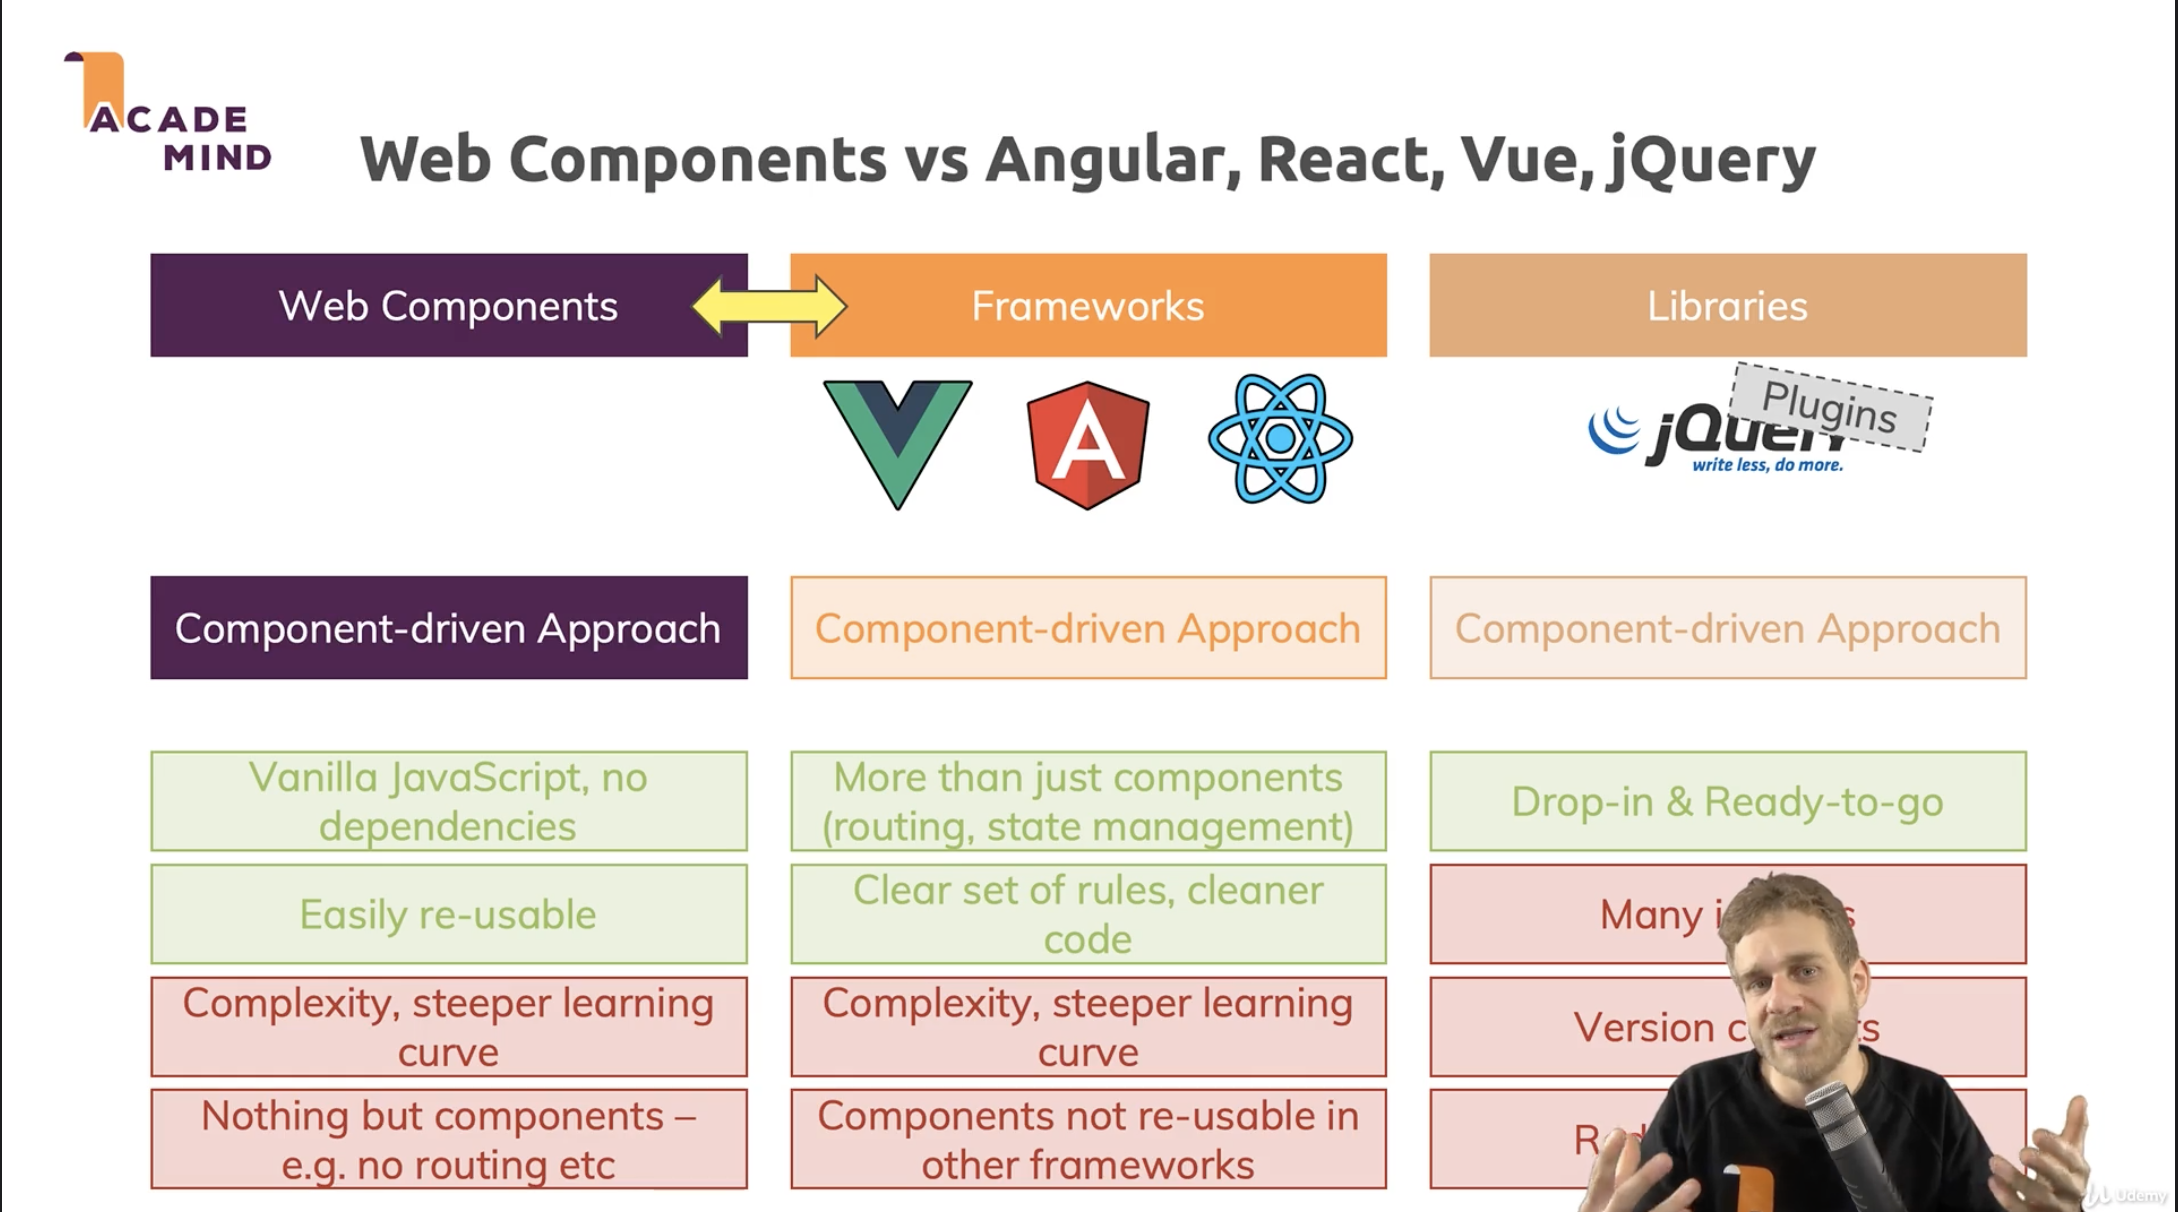 ACADE
MIND
Web Components vs Angular, React, Vue, jQuery
Web Components
Frameworks
Libraries
Plugins
jQuery
write less, do more.
Component-driven Approach
Component-driven Approach
Component-driven Approach
Vanilla JavaScript, no
dependencies
More than just components
(routing, state management)
Drop-in & Ready-to-go
Easily re-usable
Clear set of rules, cleaner
code
Many
Complexity, steeper learning
curve
Complexity, steeper learning
curve
Version
Nothing but components –
e.g. no routing etc
Components not re-usable in
other frameworks
Udemy